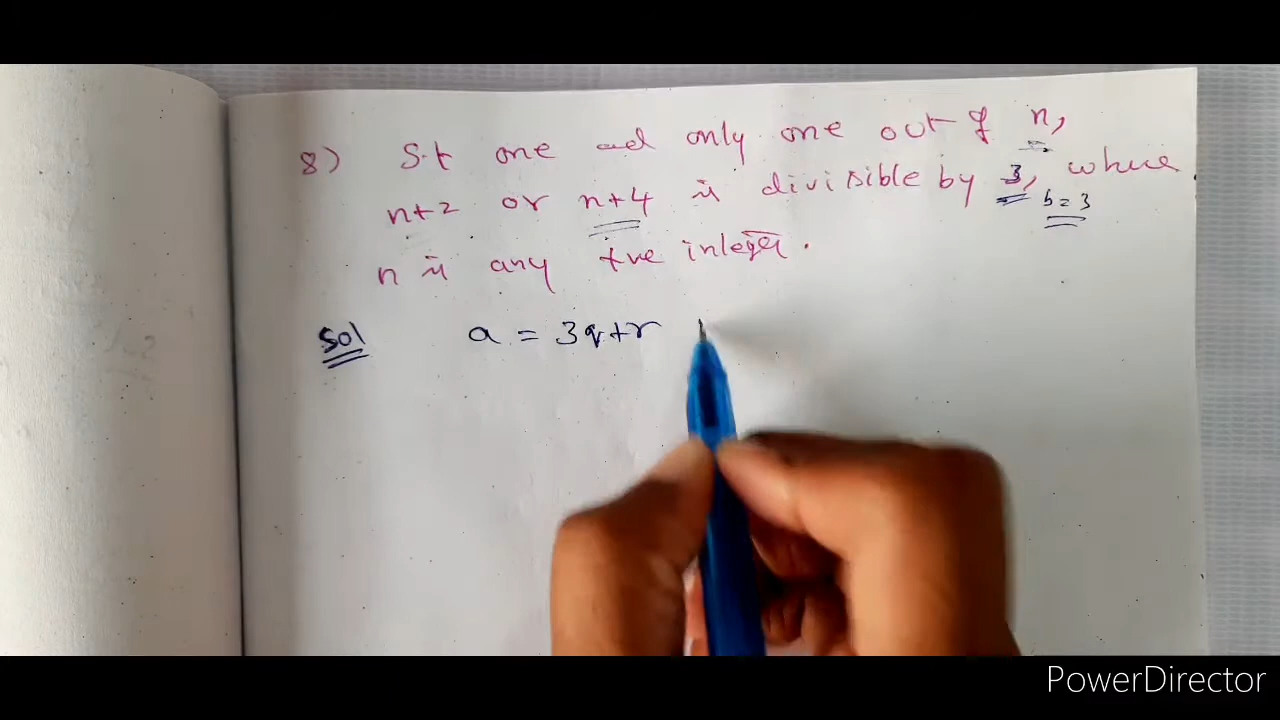 8) S.t one and only one out of n,
n+2 or n+4 is divisible by 3, where
b = 3
n is any +ve integer.
Sol a = 3q+r
PowerDirector